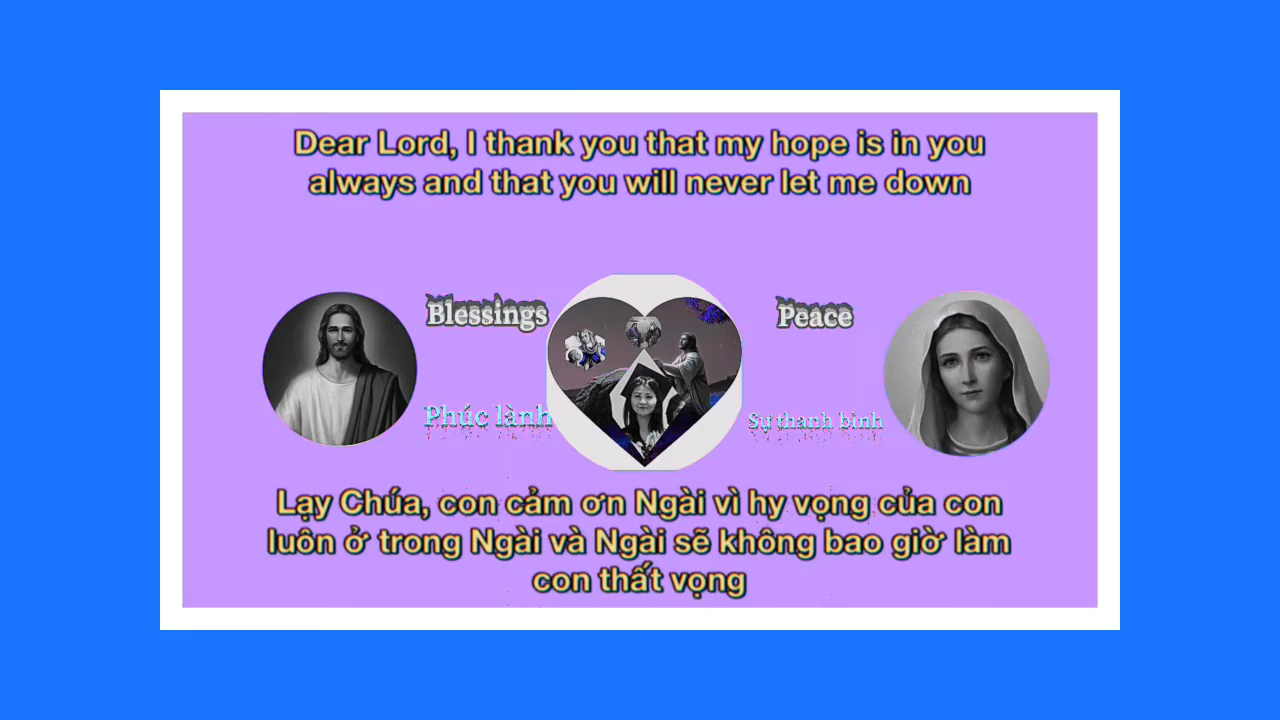 Dear Lord, I thank you that my hope is in you
always and that you will never let me down
Blessings
Peace
Phúc lành
Sự thanh bình
Lạy Chúa, con cảm ơn Ngài vì hy vọng của con
luôn ở trong Ngài và Ngài sẽ không bao giờ làm
con thất vọng